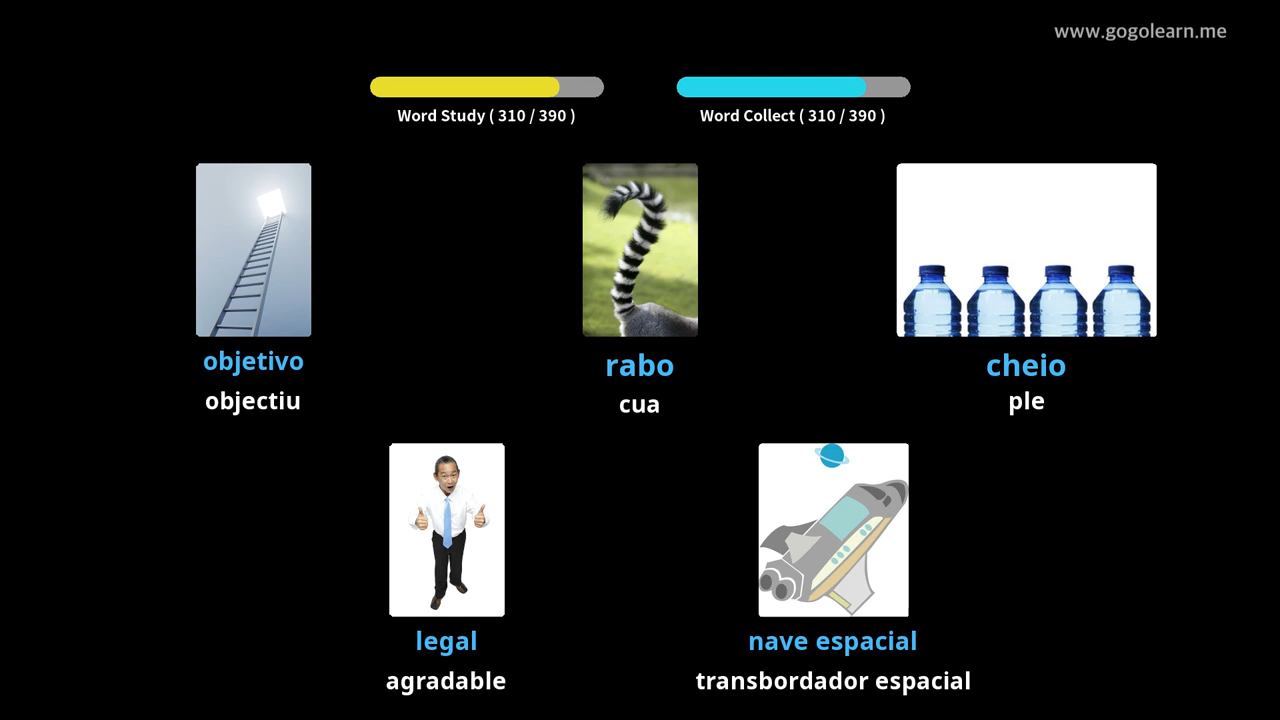 www.gogolearn.me
Word Study ( 310 / 390 )
Word Collect ( 310 / 390 )
objetivo
objectiu
rabo
cua
cheio
ple
legal
agradable
nave espacial
transbordador espacial